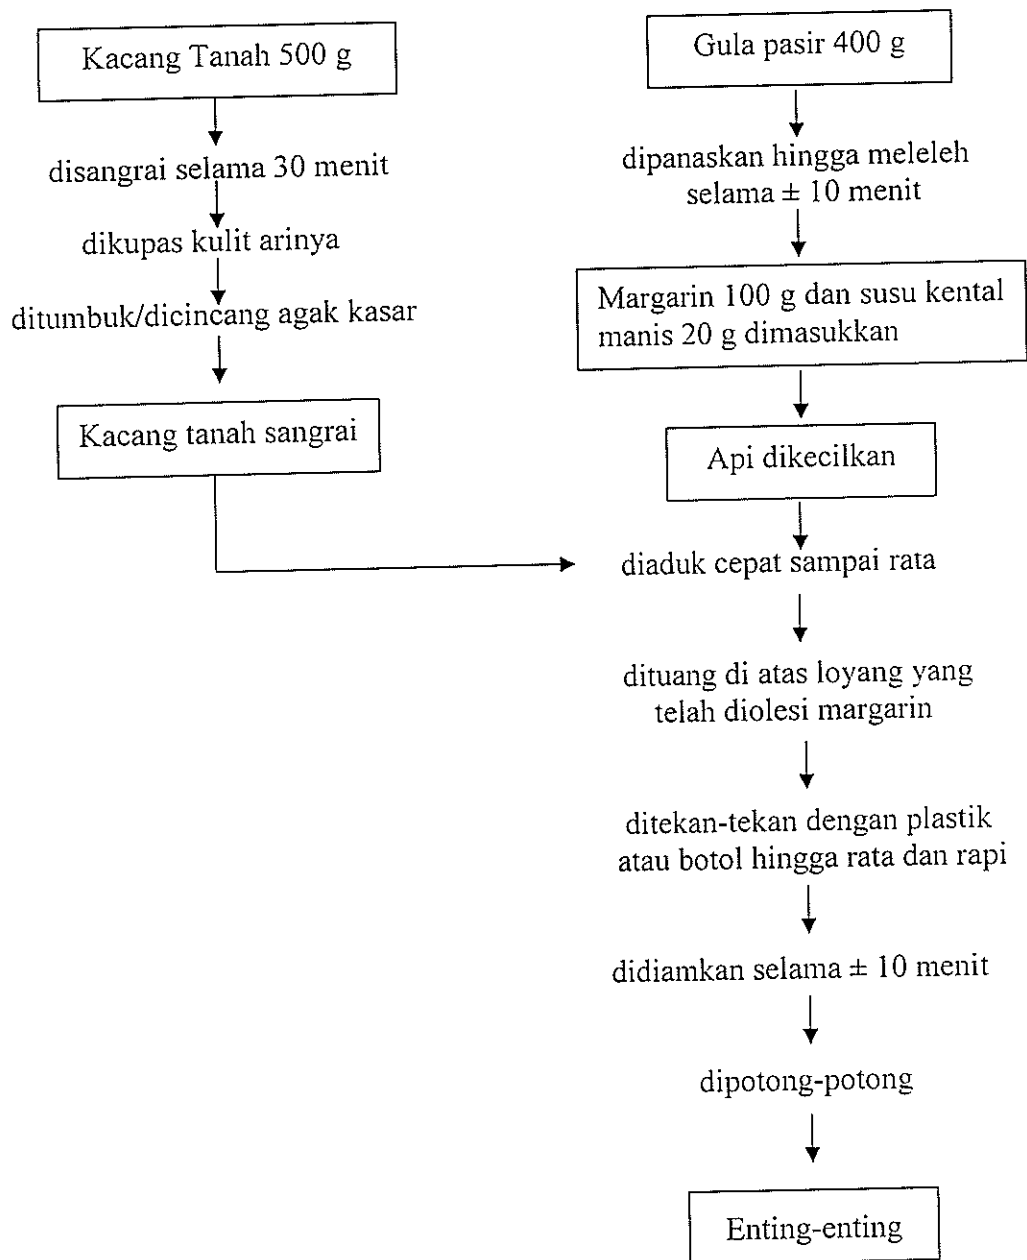 Kacang Tanah 500 g
disangrai selama 30 menit
dikupas kulit arinya
ditumbuk/dicincang agak kasar
Kacang tanah sangrai
Gula pasir 400 g
dipanaskan hingga meleleh
selama ± 10 menit
Margarin 100 g dan susu kental
manis 20 g dimasukkan
Api dikecilkan
diaduk cepat sampai rata
dituang di atas loyang yang
telah diolesi margarin
ditekan-tekan dengan plastik
atau botol hingga rata dan rapi
didiamkan selama ± 10 menit
dipotong-potong
Enting-enting